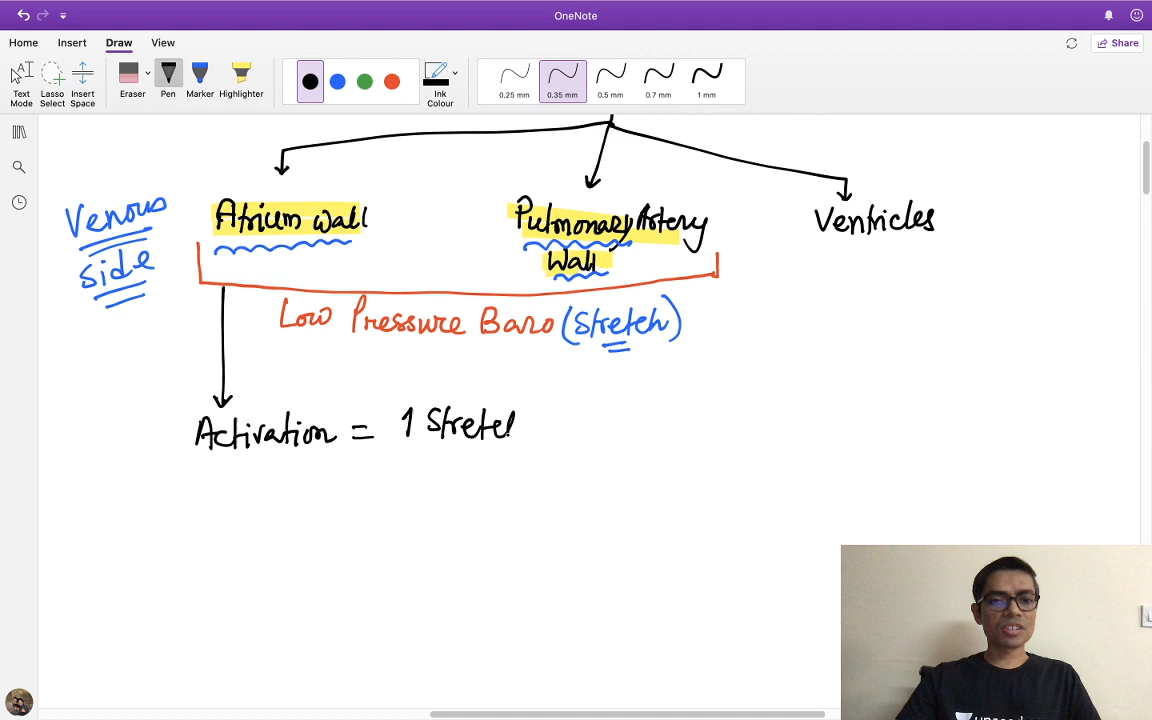 OneNote
Home Insert Draw View
Share
Text Mode
Lasso Select
Insert Space
Eraser
Pen
Marker
Highlighter
Ink Colour
0.25 mm
0.35 mm
0.5 mm
0.7 mm
1 mm
Venous side
Atrium wall
Pulmonary Artery
Wall
Ventricles
Low Pressure Baro (Stretch)
Activation = ↑ Stretch